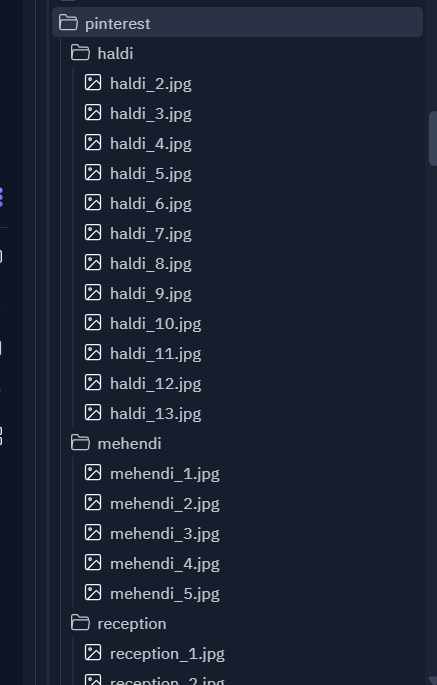 pinterest
haldi
haldi_2.jpg
haldi_3.jpg
haldi_4.jpg
haldi_5.jpg
haldi_6.jpg
haldi_7.jpg
haldi_8.jpg
haldi_9.jpg
haldi_10.jpg
haldi_11.jpg
haldi_12.jpg
haldi_13.jpg
mehendi
mehendi_1.jpg
mehendi_2.jpg
mehendi_3.jpg
mehendi_4.jpg
mehendi_5.jpg
reception
reception_1.jpg
reception_2.jpg